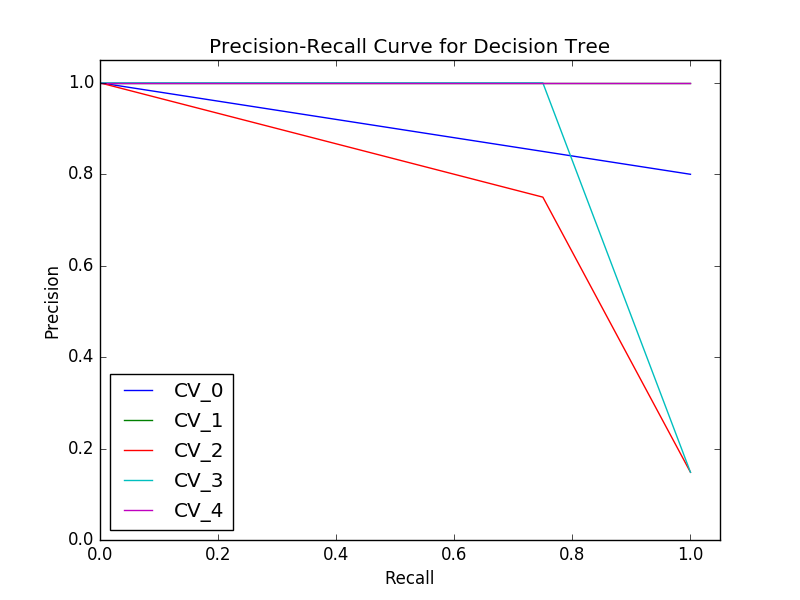 Precision-Recall Curve for Decision Tree
1.0
0.8
0.6
0.4
0.2
0.0
Precision
CV_0
CV_1
CV_2
CV_3
CV_4
0.0 0.2 0.4 0.6 0.8 1.0
Recall